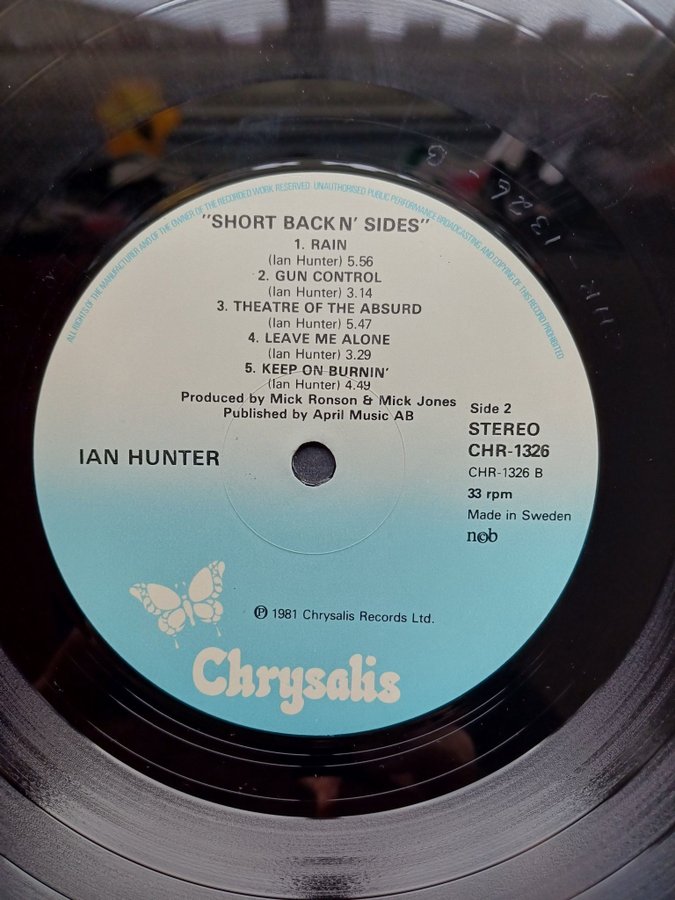 ALL RIGHTS OF THE MANUFACTURER AND OF THE OWNER OF THE RECORDED WORK RESERVED UNAUTHORISED PUBLIC PERFORMANCE BROADCASTING AND COPYING OF THIS RECORD PROHIBITED
"SHORT BACK N' SIDES"
1. RAIN
(Ian Hunter) 5.56
2. GUN CONTROL
(Ian Hunter) 3.14
3. THEATRE OF THE ABSURD
(Ian Hunter) 5.47
4. LEAVE ME ALONE
(Ian Hunter) 3.29
5. KEEP ON BURNIN'
(Ian Hunter) 4.49
Produced by Mick Ronson & Mick Jones
Published by April Music AB
IAN HUNTER
Side 2
STEREO
CHR-1326
CHR-1326 B
33 rpm
Made in Sweden
ncb
Ⓟ 1981 Chrysalis Records Ltd.
Chrysalis
1326 - B